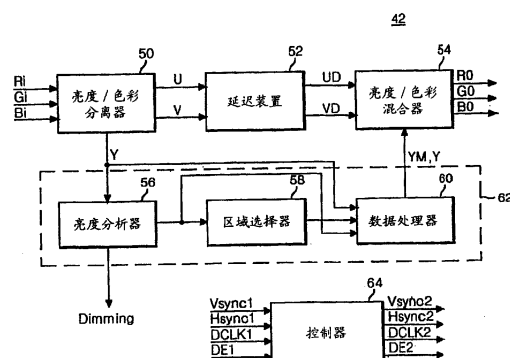 42
50
52
54
Ri
Gi
Bi
亮度/色彩
分离器
U
V
延迟装置
UD
VD
亮度/色彩
混合器
R0
G0
B0
Y
YM,Y
56
58
60
62
亮度分析器
区域选择器
数据处理器
Dimming
64
Vsync1
Hsync1
DCLK1
DE1
控制器
Vsync2
Hsync2
DCLK2
DE2